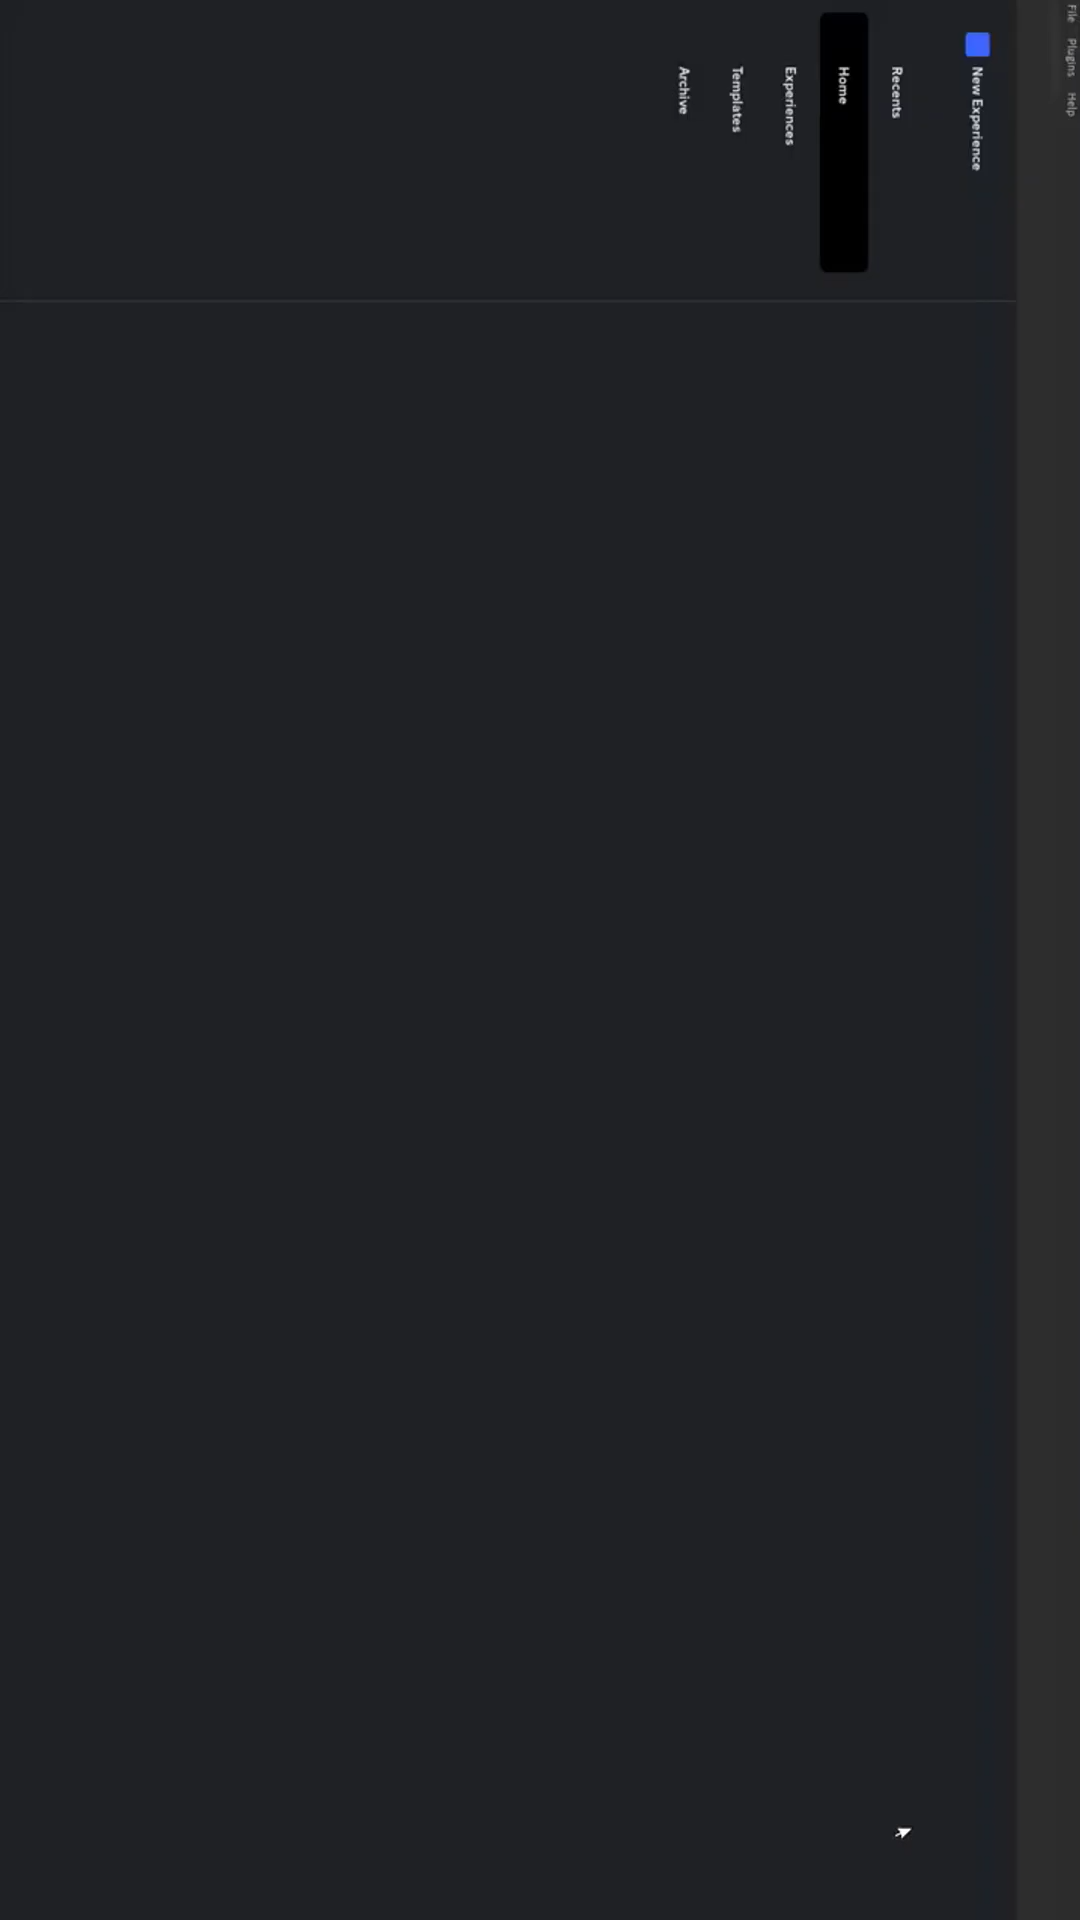 File Plugins Help
New Experience
Recents
Home
Experiences
Templates
Archive